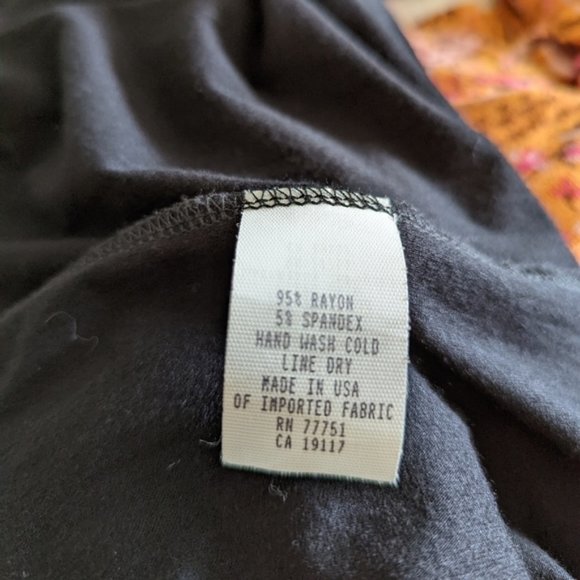 95% RAYON
5% SPANDEX
HAND WASH COLD
LINE DRY
MADE IN USA
OF IMPORTED FABRIC
RN 77751
CA 19117